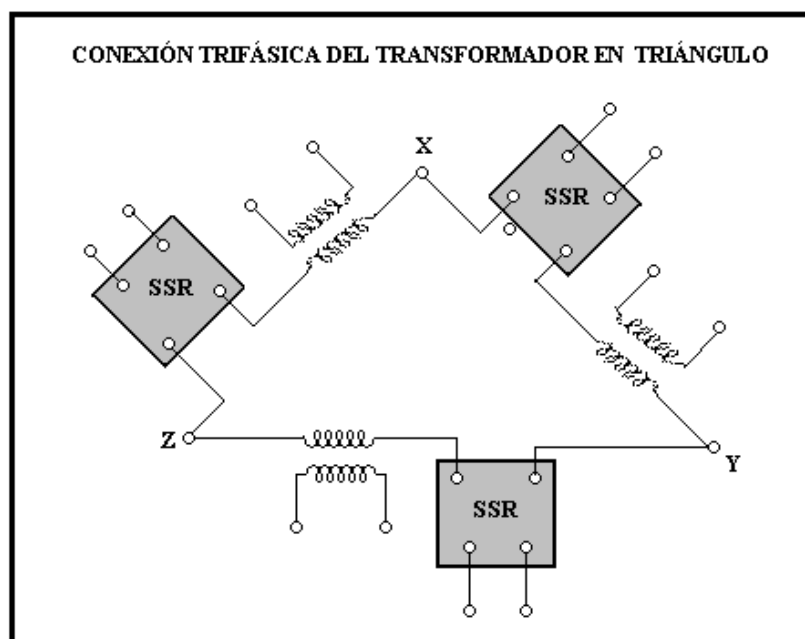 CONEXIÓN TRIFÁSICA DEL TRANSFORMADOR EN TRIÁNGULO
X
SSR
SSR
Z
Y
SSR